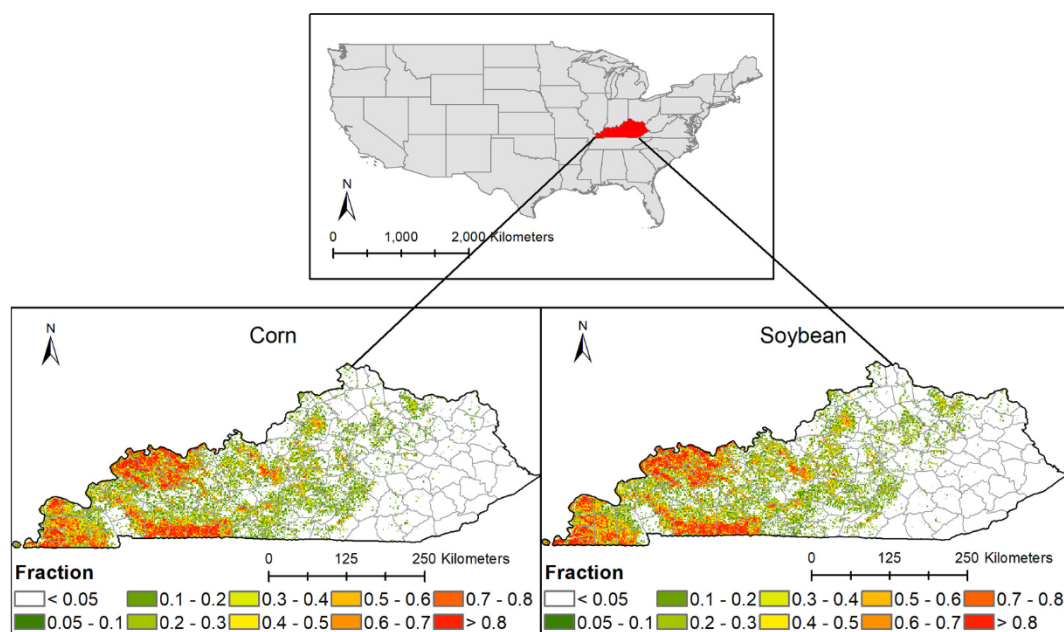 N
0 1,000 2,000 Kilometers
N
Corn
0 125 250 Kilometers
Fraction
< 0.05 0.1 - 0.2 0.3 - 0.4 0.5 - 0.6 0.7 - 0.8
0.05 - 0.1 0.2 - 0.3 0.4 - 0.5 0.6 - 0.7 > 0.8
N
Soybean
0 125 250 Kilometers
Fraction
< 0.05 0.1 - 0.2 0.3 - 0.4 0.5 - 0.6 0.7 - 0.8
0.05 - 0.1 0.2 - 0.3 0.4 - 0.5 0.6 - 0.7 > 0.8